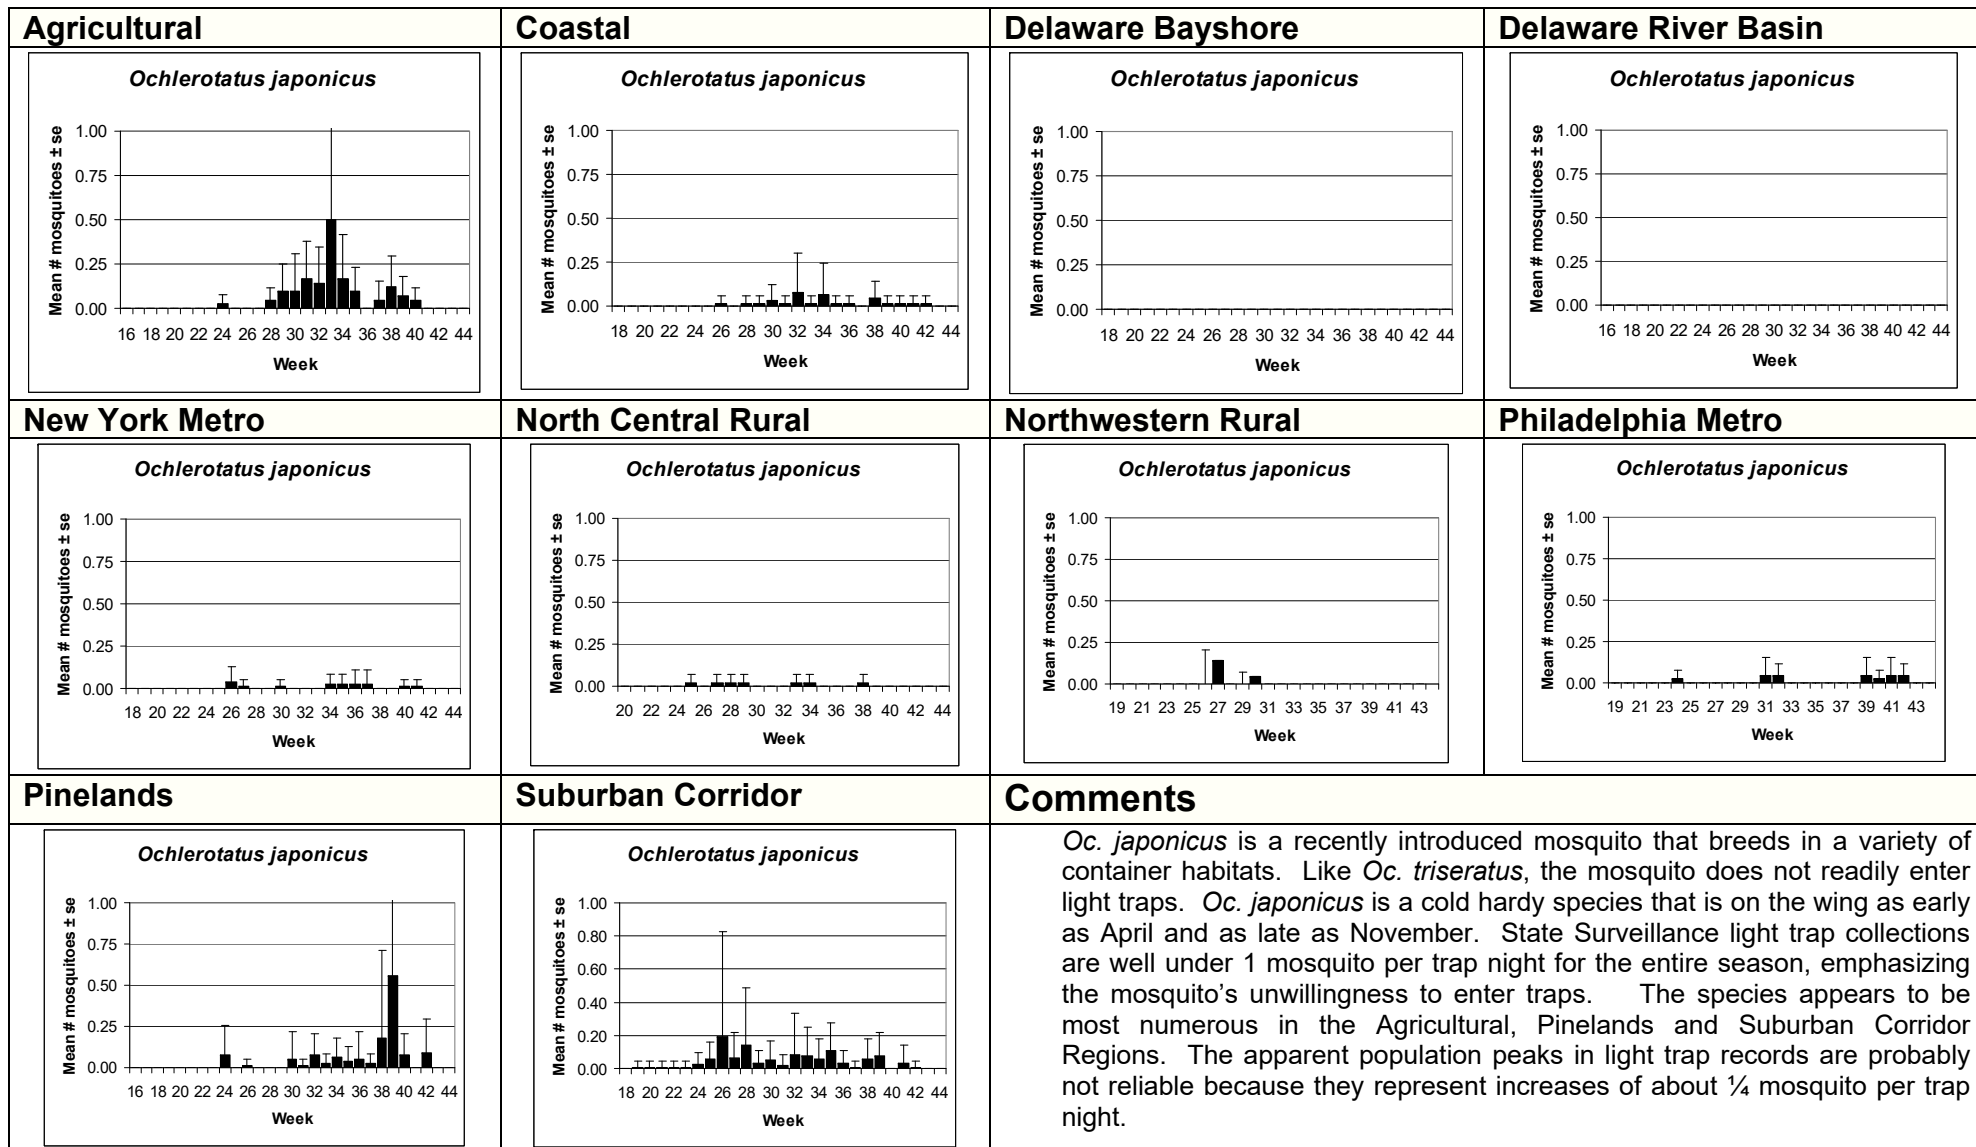 Agricultural
Ochlerotatus japonicus
Mean # mosquitoes ± se
1.00
0.75
0.50
0.25
0.00
16 18 20 22 24 26 28 30 32 34 36 38 40 42 44
Week
Coastal
Ochlerotatus japonicus
Mean # mosquitoes ± se
1.00
0.75
0.50
0.25
0.00
18 20 22 24 26 28 30 32 34 36 38 40 42 44
Week
Delaware Bayshore
Ochlerotatus japonicus
Mean # mosquitoes ± se
1.00
0.75
0.50
0.25
0.00
18 20 22 24 26 28 30 32 34 36 38 40 42 44
Week
Delaware River Basin
Ochlerotatus japonicus
Mean # mosquitoes ± se
1.00
0.75
0.50
0.25
0.00
16 18 20 22 24 26 28 30 32 34 36 38 40 42 44
Week
New York Metro
Ochlerotatus japonicus
Mean # mosquitoes ± se
1.00
0.75
0.50
0.25
0.00
18 20 22 24 26 28 30 32 34 36 38 40 42 44
Week
North Central Rural
Ochlerotatus japonicus
Mean # mosquitoes ± se
1.00
0.75
0.50
0.25
0.00
20 22 24 26 28 30 32 34 36 38 40 42 44
Week
Northwestern Rural
Ochlerotatus japonicus
Mean # mosquitoes ± se
1.00
0.75
0.50
0.25
0.00
19 21 23 25 27 29 31 33 35 37 39 41 43
Week
Philadelphia Metro
Ochlerotatus japonicus
Mean # mosquitoes ± se
1.00
0.75
0.50
0.25
0.00
19 21 23 25 27 29 31 33 35 37 39 41 43
Week
Pinelands
Ochlerotatus japonicus
Mean # mosquitoes ± se
1.00
0.75
0.50
0.25
0.00
18 20 22 24 26 28 30 32 34 36 38 40 42 44
Week
Suburban Corridor
Ochlerotatus japonicus
Mean # mosquitoes ± se
1.00
0.80
0.60
0.40
0.20
0.00
18 20 22 24 26 28 30 32 34 36 38 40 42 44
Week
Comments
Oc. japonicus is a recently introduced mosquito that breeds in a variety of
container habitats. Like Oc. triseratus, the mosquito does not readily enter
light traps. Oc. japonicus is a cold hardy species that is on the wing as early
as April and as late as November. State Surveillance light trap collections
are well under 1 mosquito per trap night for the entire season, emphasizing
the mosquito's unwillingness to enter traps. The species appears to be
most numerous in the Agricultural, Pinelands and Suburban Corridor
Regions. The apparent population peaks in light trap records are probably
not reliable because they represent increases of about ¼ mosquito per trap
night.